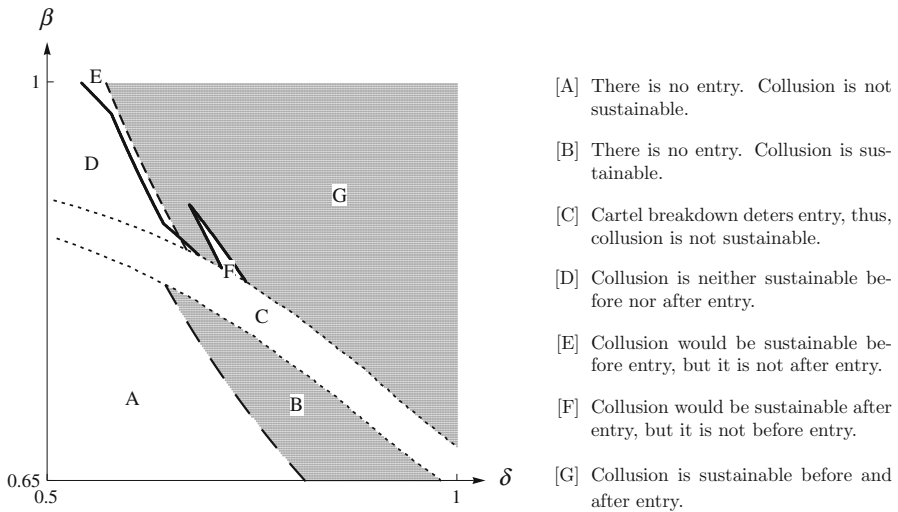 β
1
E
D
G
F
C
A
B
0.65
0.5
1
δ
[A] There is no entry. Collusion is not
sustainable.
[B] There is no entry. Collusion is sus-
tainable.
[C] Cartel breakdown deters entry, thus,
collusion is not sustainable.
[D] Collusion is neither sustainable be-
fore nor after entry.
[E] Collusion would be sustainable be-
fore entry, but it is not after entry.
[F] Collusion would be sustainable after
entry, but it is not before entry.
[G] Collusion is sustainable before and
after entry.